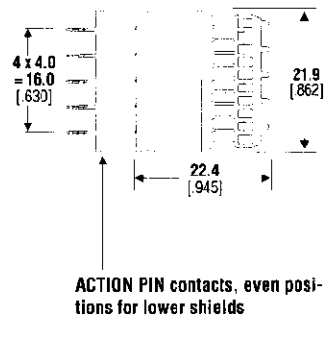 4 x 4.0
= 16.0
[.630]
21.9
[.862]
22.4
[.945]
ACTION PIN contacts, even posi-
tions for lower shields